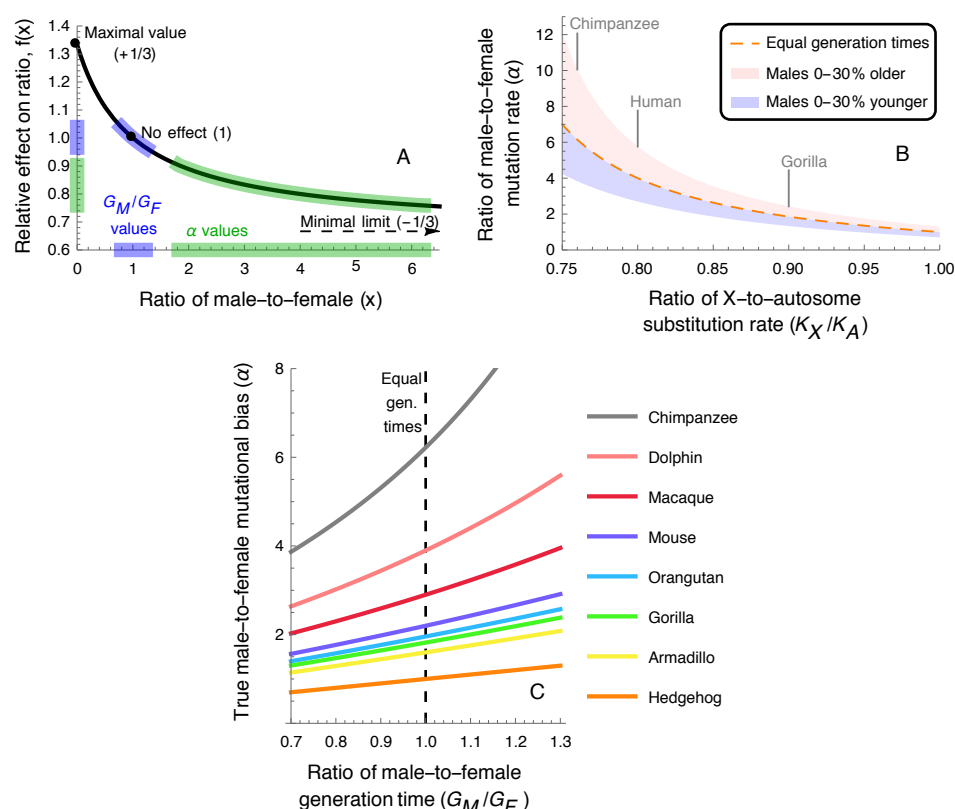 Relative effect on ratio, f(x)
1.4
1.3
1.2
1.1
1.0
0.9
0.8
0.7
0.6
Maximal value
(+1/3)
No effect (1)
A
G_M/G_F
values
α values
Minimal limit (−1/3)
0 1 2 3 4 5 6
Ratio of male−to−female (x)
Ratio of male−to−female
mutation rate (α)
12
10
8
6
4
2
0
Chimpanzee
Human
Gorilla
Equal generation times
Males 0−30% older
Males 0−30% younger
B
0.75 0.80 0.85 0.90 0.95 1.00
Ratio of X−to−autosome
substitution rate (K_X/K_A)
True male−to−female mutational bias (α)
8
6
4
2
Equal
gen.
times
C
0.7 0.8 0.9 1.0 1.1 1.2 1.3
Ratio of male−to−female
generation time (G_M/G_F)
Chimpanzee
Dolphin
Macaque
Mouse
Orangutan
Gorilla
Armadillo
Hedgehog